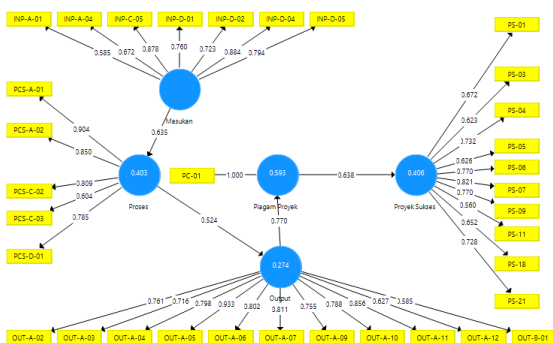 INP-A-01 INP-A-04 INP-C-05 INP-D-01 INP-D-02 INP-D-04 INP-D-05
0.585 0.672 0.878 0.760 0.723 0.884 0.794
Masukan
0.635
PCS-A-01
PCS-A-02
PCS-C-02
PCS-C-03
PCS-D-01
0.904
0.850
0.809
0.604
0.785
0.403
Proses
0.524
PC-01
1.000
0.593
Piagam Proyek
0.638
0.770
0.406
Proyek Sukses
0.672
0.623
0.732
0.626
0.770
0.821
0.770
0.560
0.652
0.728
PS-01
PS-03
PS-04
PS-05
PS-06
PS-07
PS-09
PS-11
PS-18
PS-21
0.274
Output
0.761 0.716 0.798 0.933 0.802 0.811 0.755 0.788 0.856 0.627 0.585
OUT-A-02 OUT-A-03 OUT-A-04 OUT-A-05 OUT-A-06 OUT-A-07 OUT-A-09 OUT-A-10 OUT-A-11 OUT-A-12 OUT-B-01